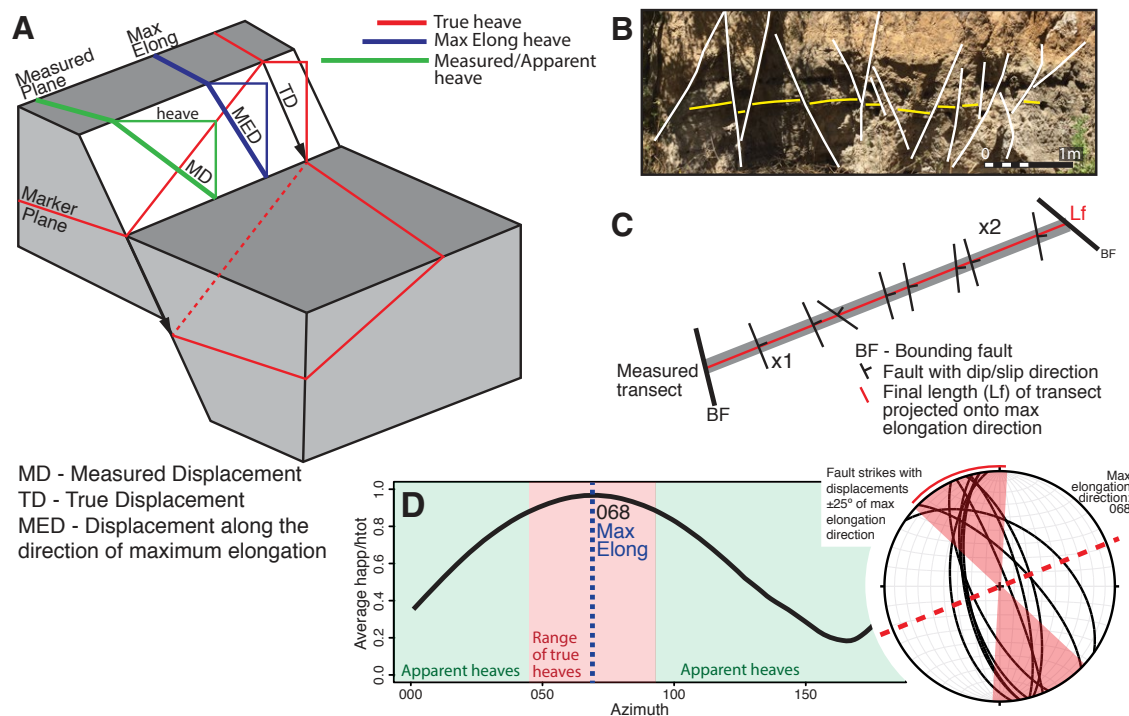 A
True heave
Max Elong heave
Measured/Apparent
heave
Max
Elong
Measured
Plane
heave
MD
MED
TD
Marker
Plane
MD - Measured Displacement
TD - True Displacement
MED - Displacement along the
direction of maximum elongation
B
0
1m
C
Lf
BF
x2
x1
Measured
transect
BF
BF - Bounding fault
Fault with dip/slip direction
Final length (Lf) of transect
projected onto max
elongation direction
D
Average happ/htot
1.0
0.8
0.6
0.4
0.2
0.0
068
Max
Elong
Range
of true
heaves
Apparent heaves
Apparent heaves
000
050
100
150
Azimuth
Fault strikes with
displacements
±25º of max
elongation
direction
Max
elongation
direction:
068